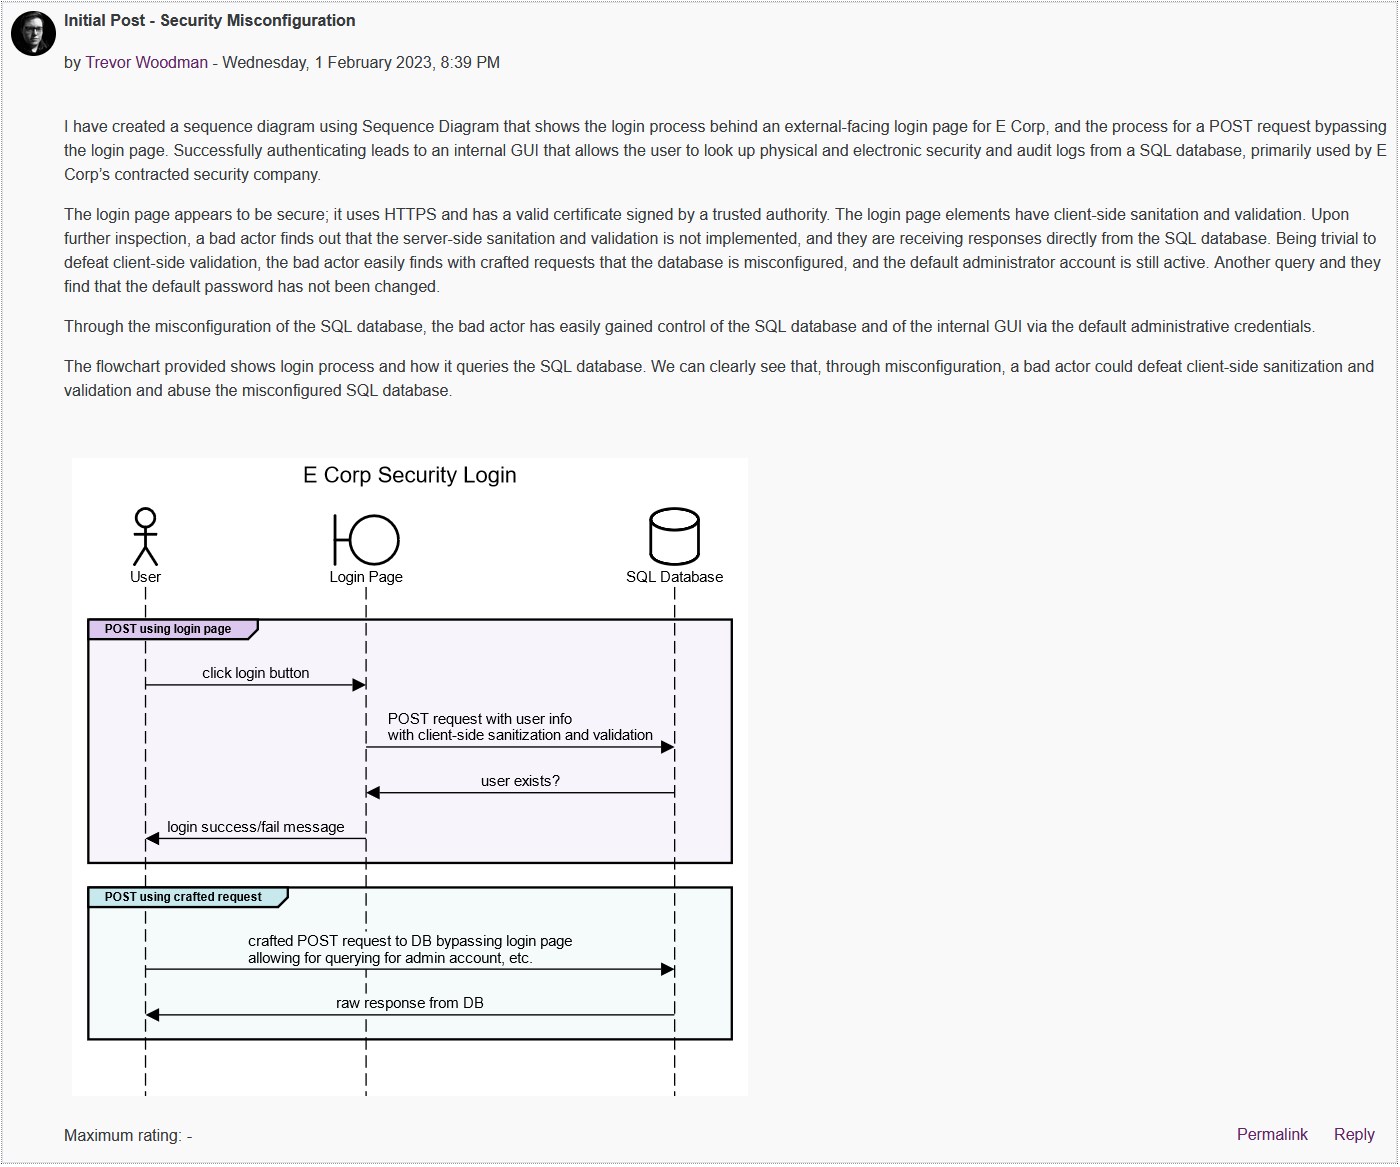 Initial Post - Security Misconfiguration
by Trevor Woodman - Wednesday, 1 February 2023, 8:39 PM
I have created a sequence diagram using Sequence Diagram that shows the login process behind an external-facing login page for E Corp, and the process for a POST request bypassing
the login page. Successfully authenticating leads to an internal GUI that allows the user to look up physical and electronic security and audit logs from a SQL database, primarily used by E
Corp's contracted security company.
The login page appears to be secure; it uses HTTPS and has a valid certificate signed by a trusted authority. The login page elements have client-side sanitation and validation. Upon
further inspection, a bad actor finds out that the server-side sanitation and validation is not implemented, and they are receiving responses directly from the SQL database. Being trivial to
defeat client-side validation, the bad actor easily finds with crafted requests that the database is misconfigured, and the default administrator account is still active. Another query and they
find that the default password has not been changed.
Through the misconfiguration of the SQL database, the bad actor has easily gained control of the SQL database and of the internal GUI via the default administrative credentials.
The flowchart provided shows login process and how it queries the SQL database. We can clearly see that, through misconfiguration, a bad actor could defeat client-side sanitization and
validation and abuse the misconfigured SQL database.
E Corp Security Login
User
Login Page
SQL Database
POST using login page
click login button
POST request with user info
with client-side sanitization and validation
user exists?
login success/fail message
POST using crafted request
crafted POST request to DB bypassing login page
allowing for querying for admin account, etc.
raw response from DB
Maximum rating: -
Permalink
Reply